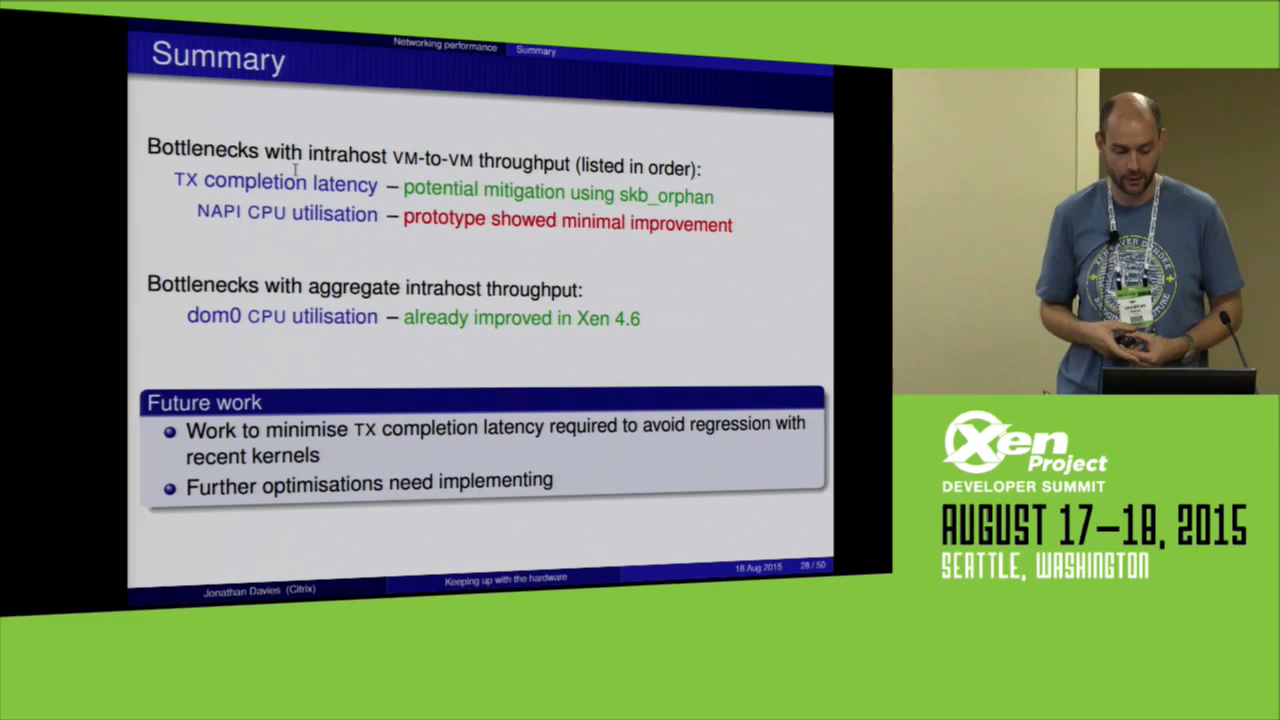 Networking performance Summary
Summary
Bottlenecks with intrahost VM-to-VM throughput (listed in order):
TX completion latency – potential mitigation using skb_orphan
NAPI CPU utilisation – prototype showed minimal improvement
Bottlenecks with aggregate intrahost throughput:
dom0 CPU utilisation – already improved in Xen 4.6
Future work
Work to minimise TX completion latency required to avoid regression with
recent kernels
Further optimisations need implementing
Jonathan Davies (Citrix) Keeping up with the hardware 18 Aug 2015 28 / 50
Xen
Project
DEVELOPER SUMMIT
AUGUST 17–18, 2015
SEATTLE, WASHINGTON